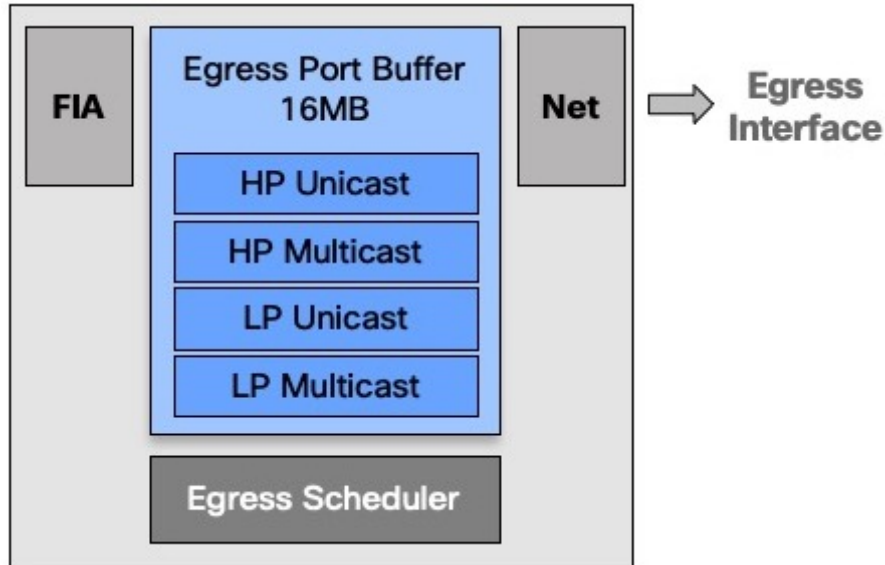 FIA
Egress Port Buffer
16MB
HP Unicast
HP Multicast
LP Unicast
LP Multicast
Net
Egress
Interface
Egress Scheduler